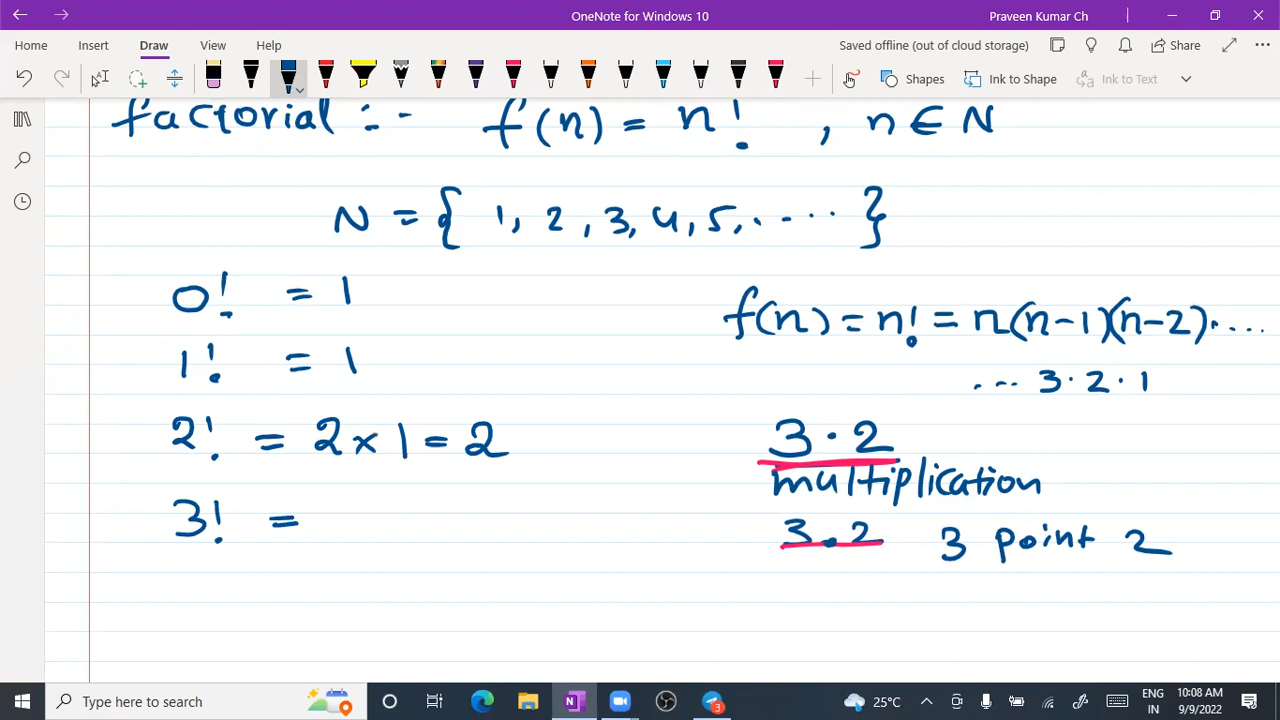 OneNote for Windows 10
Praveen Kumar Ch
Home Insert Draw View Help
Saved offline (out of cloud storage)
Share
Shapes
Ink to Shape
Ink to Text
factorial :- f(n) = n! , n ∈ N
N = { 1, 2, 3, 4, 5, ..... }
0! = 1
f(n) = n! = n(n-1)(n-2)....
... 3·2·1
1! = 1
2! = 2 × 1 = 2
3·2
multiplication
3! =
3.2 3 point 2
Type here to search
3
25°C
ENG
IN
10:08 AM
9/9/2022